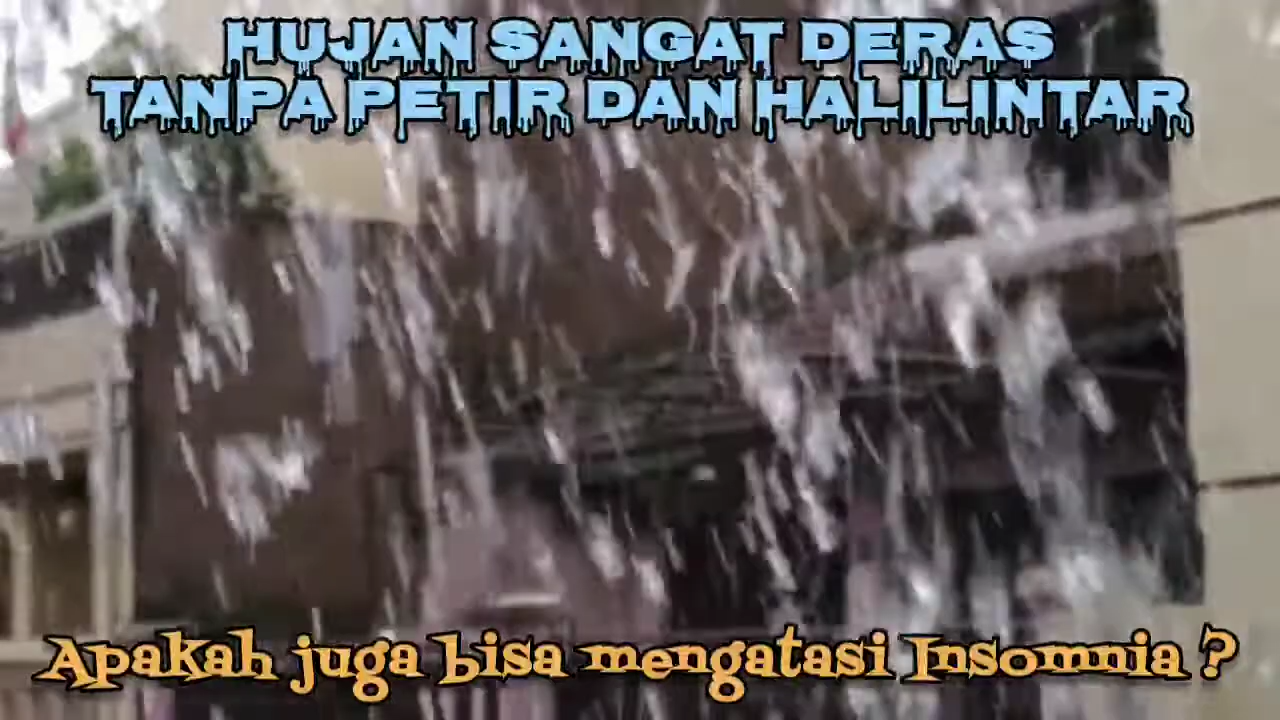 HUJAN SANGAT DERAS
TANPA PETIR DAN HALILINTAR
Apakah juga bisa mengatasi Insomnia ?